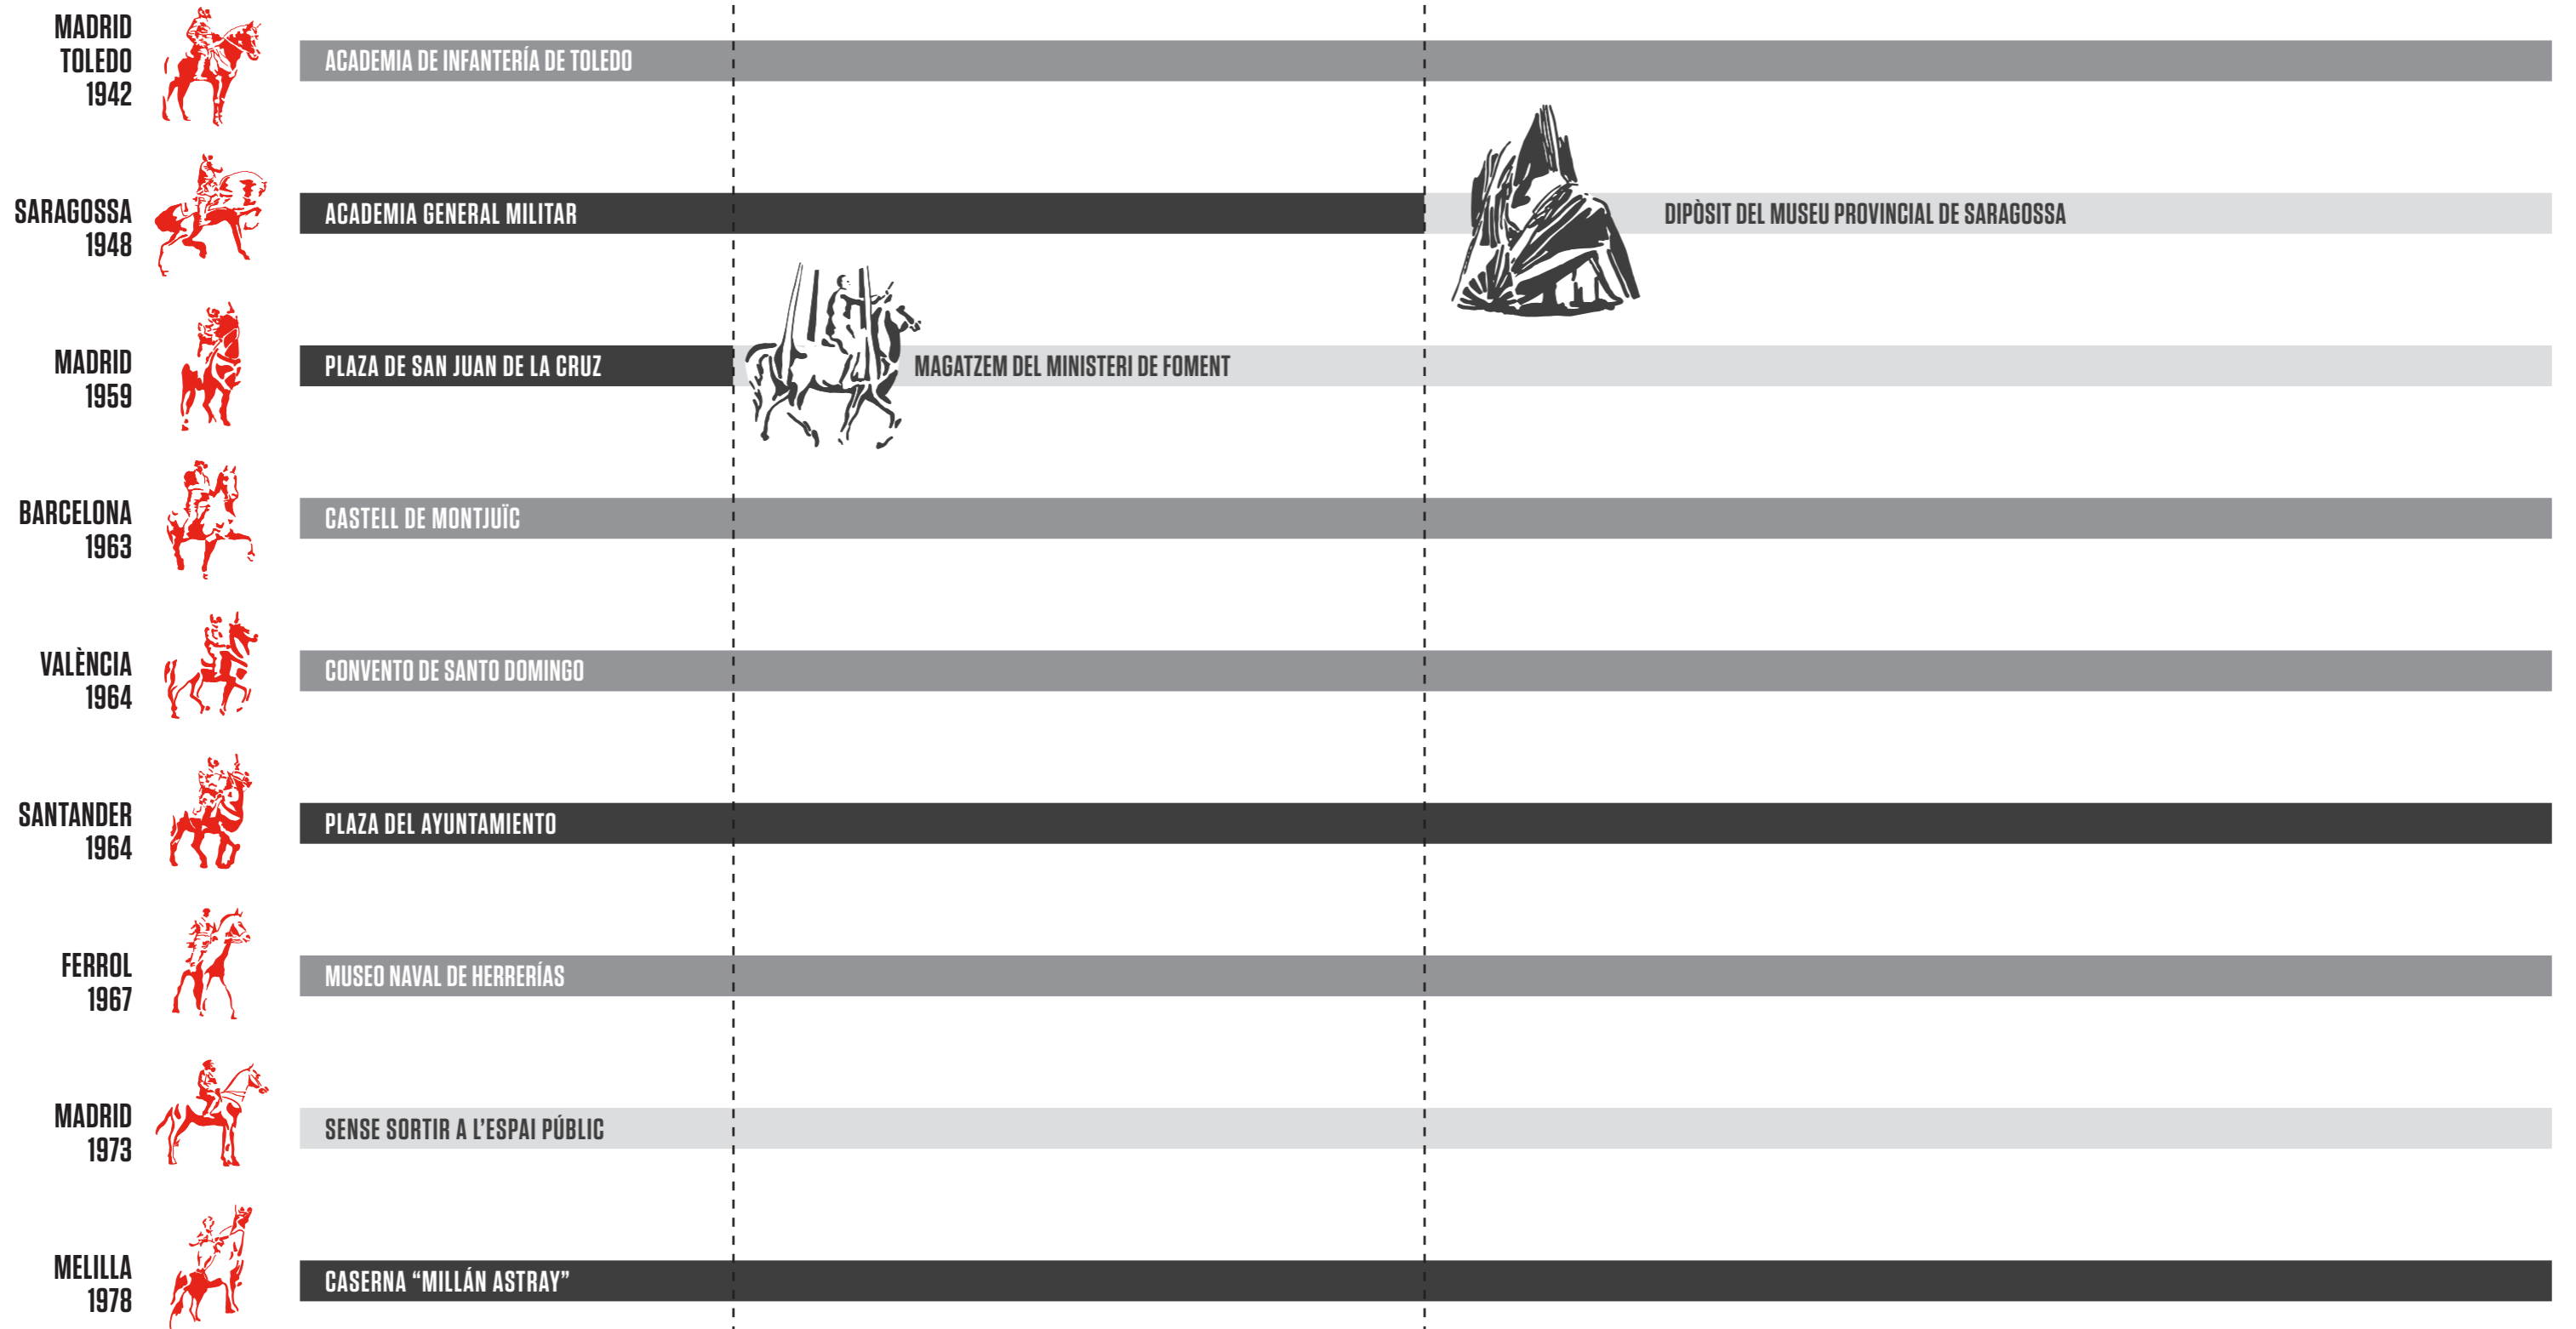 MADRID
TOLEDO
1942
ACADEMIA DE INFANTERÍA DE TOLEDO
SARAGOSSA
1948
ACADEMIA GENERAL MILITAR
DIPÒSIT DEL MUSEU PROVINCIAL DE SARAGOSSA
MADRID
1959
PLAZA DE SAN JUAN DE LA CRUZ
MAGATZEM DEL MINISTERI DE FOMENT
BARCELONA
1963
CASTELL DE MONTJUÏC
VALÈNCIA
1964
CONVENTO DE SANTO DOMINGO
SANTANDER
1964
PLAZA DEL AYUNTAMIENTO
FERROL
1967
MUSEO NAVAL DE HERRERÍAS
MADRID
1973
SENSE SORTIR A L’ESPAI PÚBLIC
MELILLA
1978
CASERNA “MILLÁN ASTRAY”